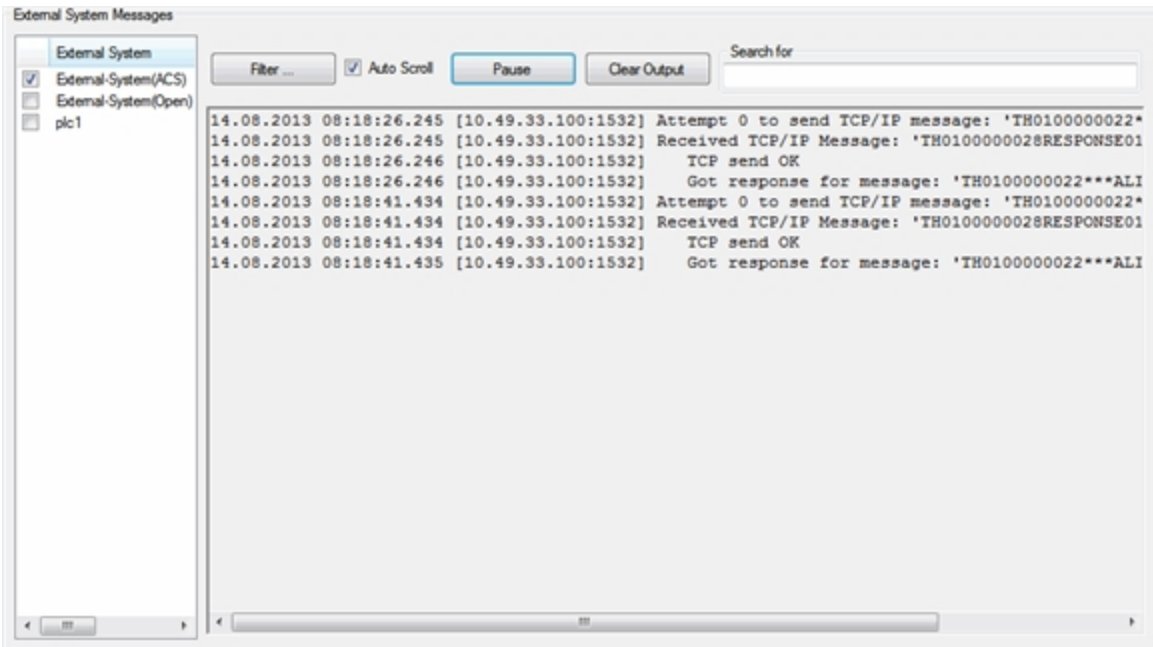 External System Messages
External System
External-System(ACS)
External-System(Open)
plc1
Filter ...
Auto Scroll
Pause
Clear Output
Search for
14.08.2013 08:18:26.245 [10.49.33.100:1532] Attempt 0 to send TCP/IP message: 'TH0100000022*
14.08.2013 08:18:26.245 [10.49.33.100:1532] Received TCP/IP Message: 'TH0100000028RESPONSE01
14.08.2013 08:18:26.246 [10.49.33.100:1532]    TCP send OK
14.08.2013 08:18:26.246 [10.49.33.100:1532]    Got response for message: 'TH0100000022***ALI
14.08.2013 08:18:41.434 [10.49.33.100:1532] Attempt 0 to send TCP/IP message: 'TH0100000022*
14.08.2013 08:18:41.434 [10.49.33.100:1532] Received TCP/IP Message: 'TH0100000028RESPONSE01
14.08.2013 08:18:41.434 [10.49.33.100:1532]    TCP send OK
14.08.2013 08:18:41.435 [10.49.33.100:1532]    Got response for message: 'TH0100000022***ALI